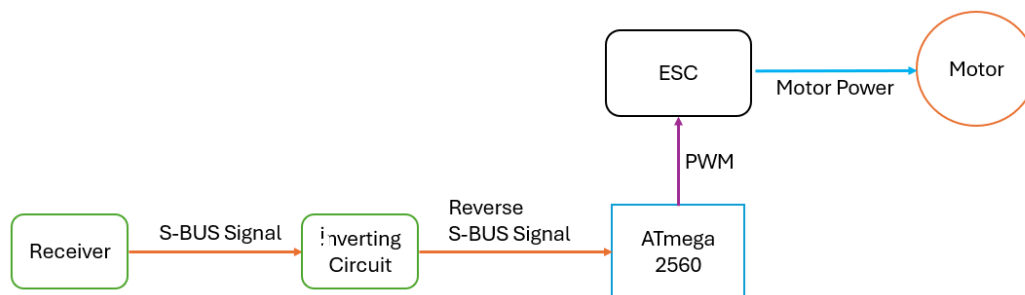 ESC
Motor
Motor Power
PWM
Receiver
S-BUS Signal
inverting
Circuit
Reverse
S-BUS Signal
ATmega
2560